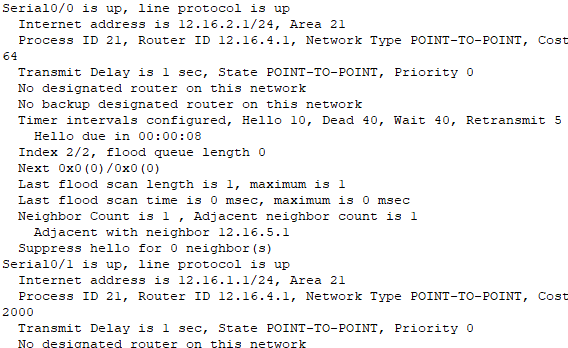 Serial0/0 is up, line protocol is up
  Internet address is 12.16.2.1/24, Area 21
  Process ID 21, Router ID 12.16.4.1, Network Type POINT-TO-POINT, Cost
64
  Transmit Delay is 1 sec, State POINT-TO-POINT, Priority 0
  No designated router on this network
  No backup designated router on this network
  Timer intervals configured, Hello 10, Dead 40, Wait 40, Retransmit 5
    Hello due in 00:00:08
  Index 2/2, flood queue length 0
  Next 0x0(0)/0x0(0)
  Last flood scan length is 1, maximum is 1
  Last flood scan time is 0 msec, maximum is 0 msec
  Neighbor Count is 1 , Adjacent neighbor count is 1
    Adjacent with neighbor 12.16.5.1
  Suppress hello for 0 neighbor(s)
Serial0/1 is up, line protocol is up
  Internet address is 12.16.1.1/24, Area 21
  Process ID 21, Router ID 12.16.4.1, Network Type POINT-TO-POINT, Cost
2000
  Transmit Delay is 1 sec, State POINT-TO-POINT, Priority 0
  No designated router on this network